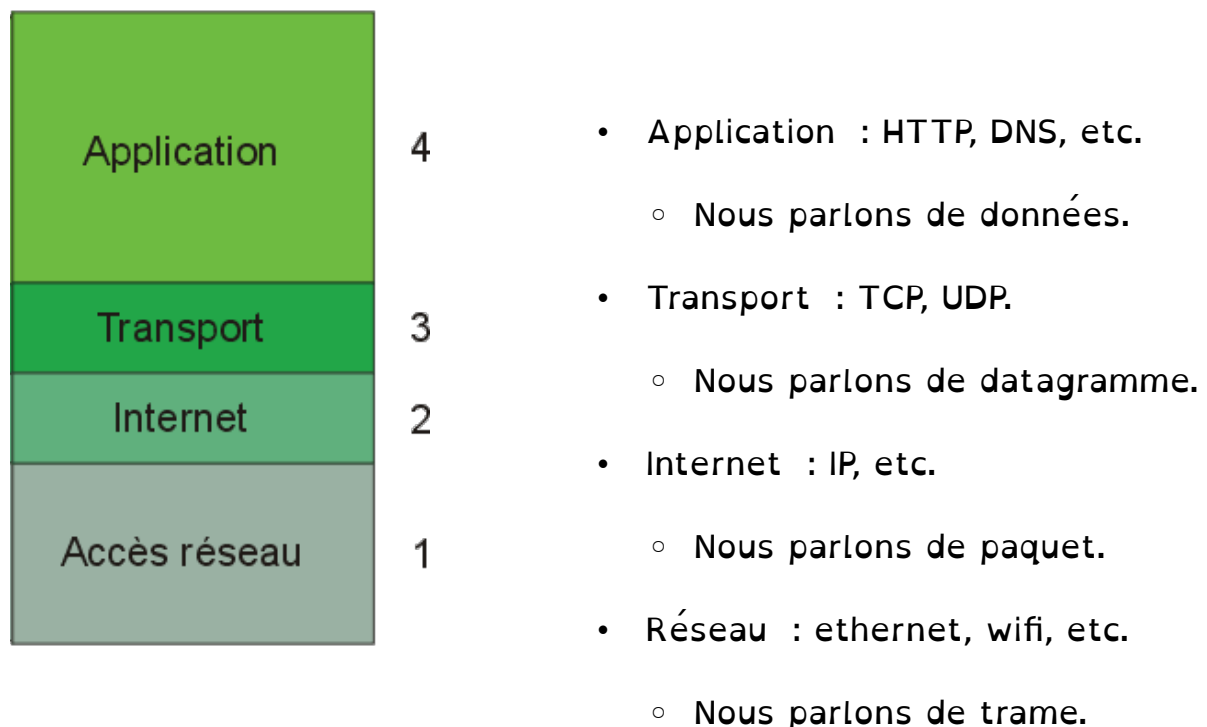 Application
4
Transport
3
Internet
2
Accès réseau
1
• Application : HTTP, DNS, etc.
◦ Nous parlons de données.
• Transport : TCP, UDP.
◦ Nous parlons de datagramme.
• Internet : IP, etc.
◦ Nous parlons de paquet.
• Réseau : ethernet, wifi, etc.
◦ Nous parlons de trame.